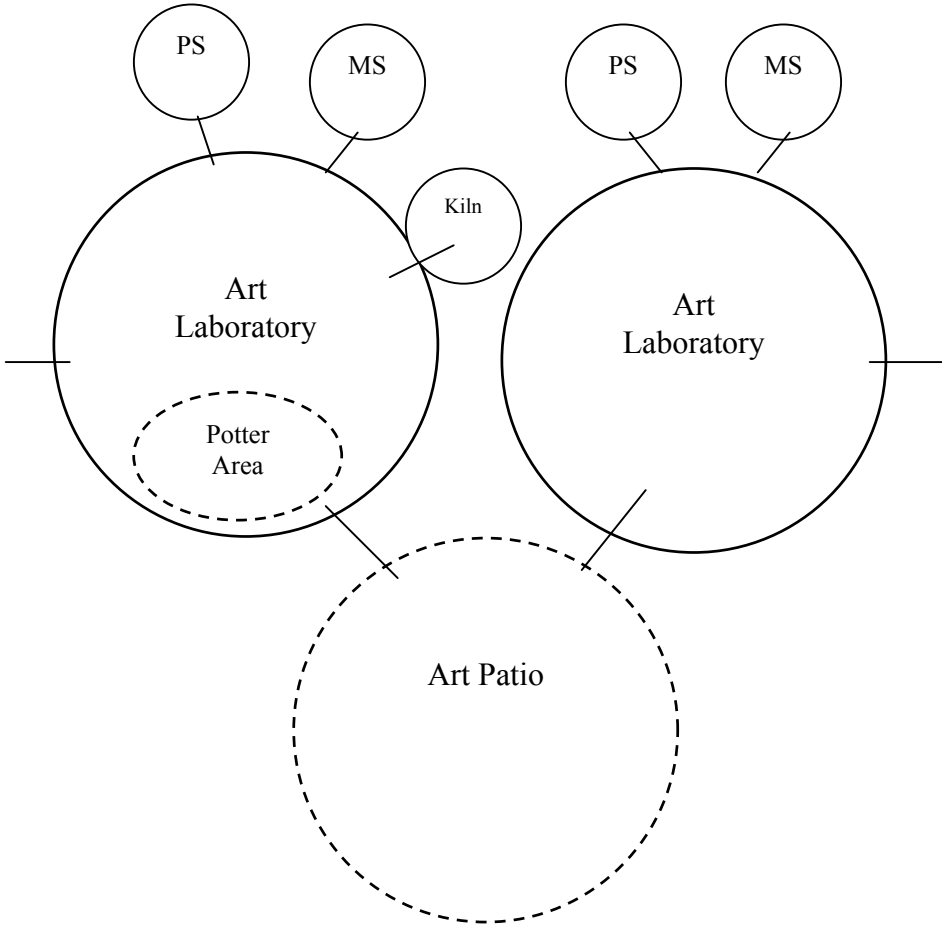 PS
MS
PS
MS
Kiln
Art
Laboratory
Art
Laboratory
Potter
Area
Art Patio